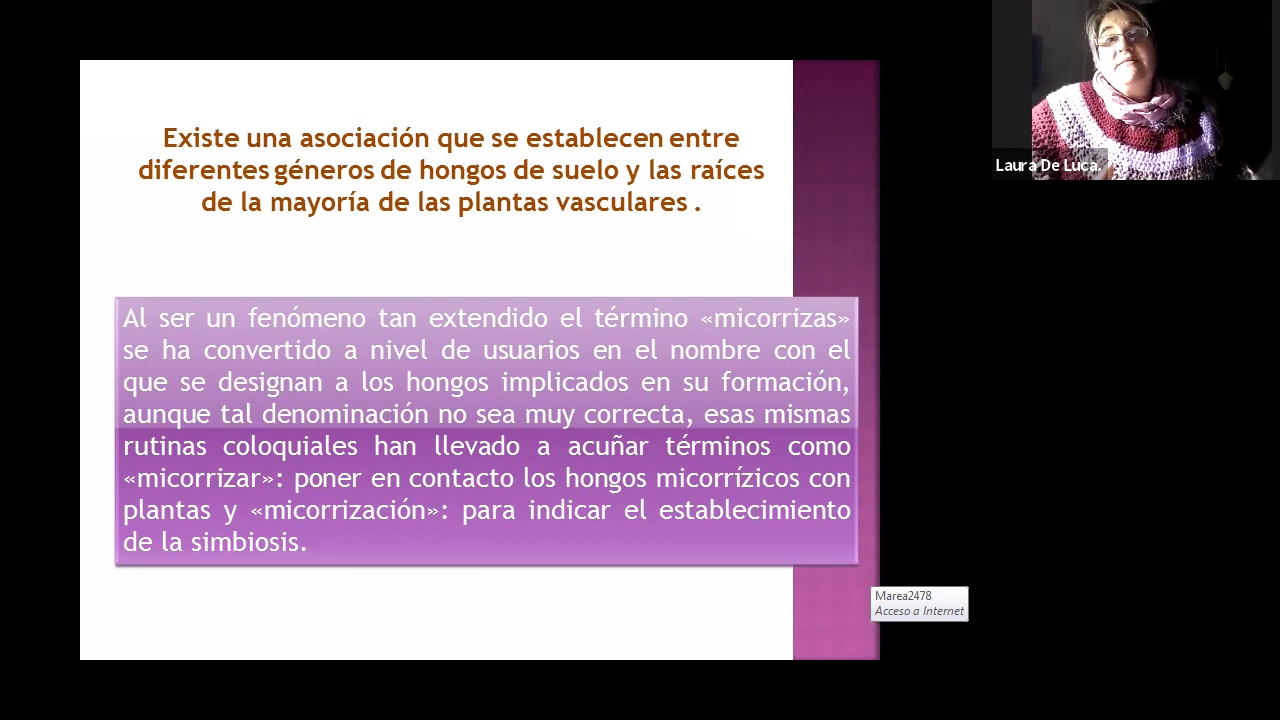 Existe una asociación que se establecen entre
diferentes géneros de hongos de suelo y las raíces
de la mayoría de las plantas vasculares .
Al ser un fenómeno tan extendido el término «micorrizas»
se ha convertido a nivel de usuarios en el nombre con el
que se designan a los hongos implicados en su formación,
aunque tal denominación no sea muy correcta, esas mismas
rutinas coloquiales han llevado a acuñar términos como
«micorrizar»: poner en contacto los hongos micorrízicos con
plantas y «micorrización»: para indicar el establecimiento
de la simbiosis.
Laura De Luca.
Marea2478
Acceso a Internet